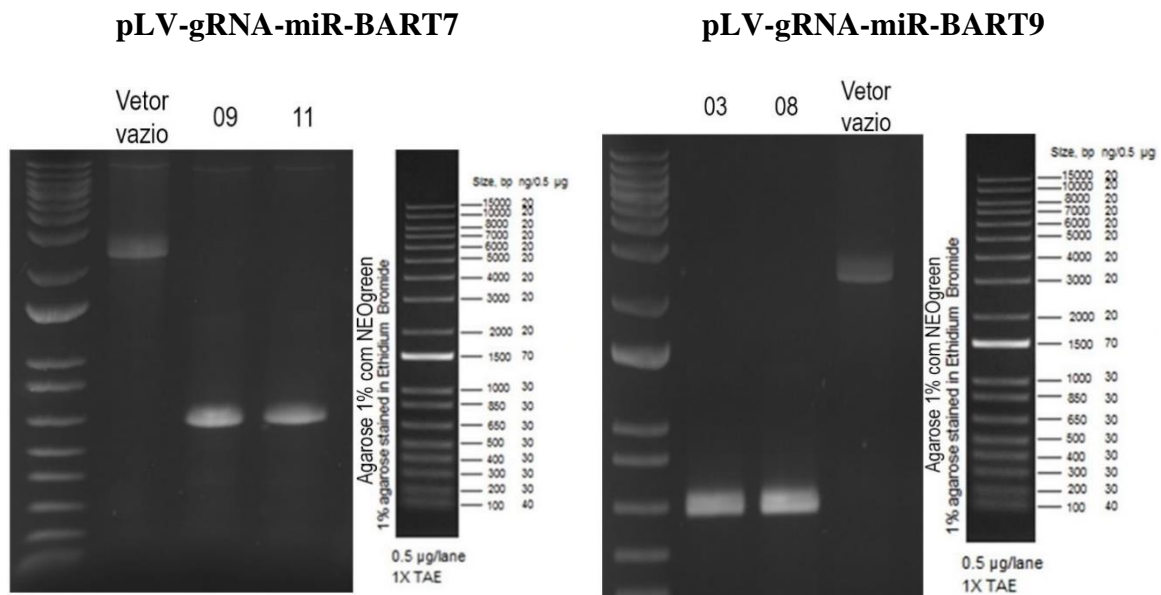 pLV-gRNA-miR-BART7
Vetor
vazio
09
11
Agarose 1% com NEOgreen
1% agarose stained in Ethidium Bromide
Size, bp ng/0.5 µg
15000 20
10000 20
8000 20
7000 20
6000 20
5000 20
4000 20
3000 20
2000 20
1500 70
1000 30
850 30
650 30
500 30
400 30
300 30
200 30
100 40
0.5 µg/lane
1X TAE
pLV-gRNA-miR-BART9
03
08
Vetor
vazio
Agarose 1% com NEOgreen
1% agarose stained in Ethidium Bromide
Size, bp ng/0.5 µg
15000 20
10000 20
8000 20
7000 20
6000 20
5000 20
4000 20
3000 20
2000 20
1500 70
1000 30
850 30
650 30
500 30
400 30
300 30
200 30
100 40
0.5 µg/lane
1X TAE